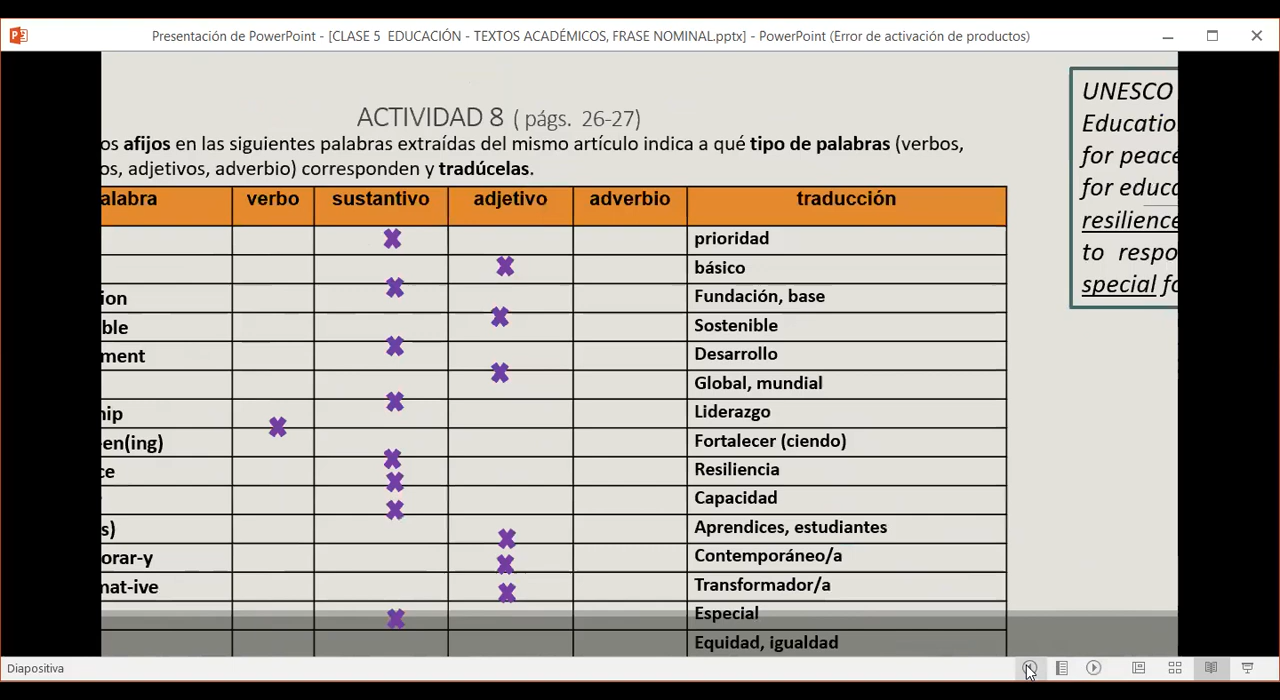 Presentación de PowerPoint - [CLASE 5 EDUCACIÓN - TEXTOS ACADÉMICOS, FRASE NOMINAL.pptx] - PowerPoint (Error de activación de productos)
ACTIVIDAD 8 ( págs. 26-27)
os afijos en las siguientes palabras extraídas del mismo artículo indica a qué tipo de palabras (verbos,
os, adjetivos, adverbio) corresponden y tradúcelas.
alabra verbo sustantivo adjetivo adverbio traducción
prioridad
básico
ion Fundación, base
ble Sostenible
ment Desarrollo
Global, mundial
hip Liderazgo
en(ing) Fortalecer (ciendo)
ce Resiliencia
Capacidad
s) Aprendices, estudiantes
orar-y Contemporáneo/a
mat-ive Transformador/a
Especial
Equidad, igualdad
UNESCO
Educatio
for peace
for educa
resilience
to respo
special fo
Diapositiva